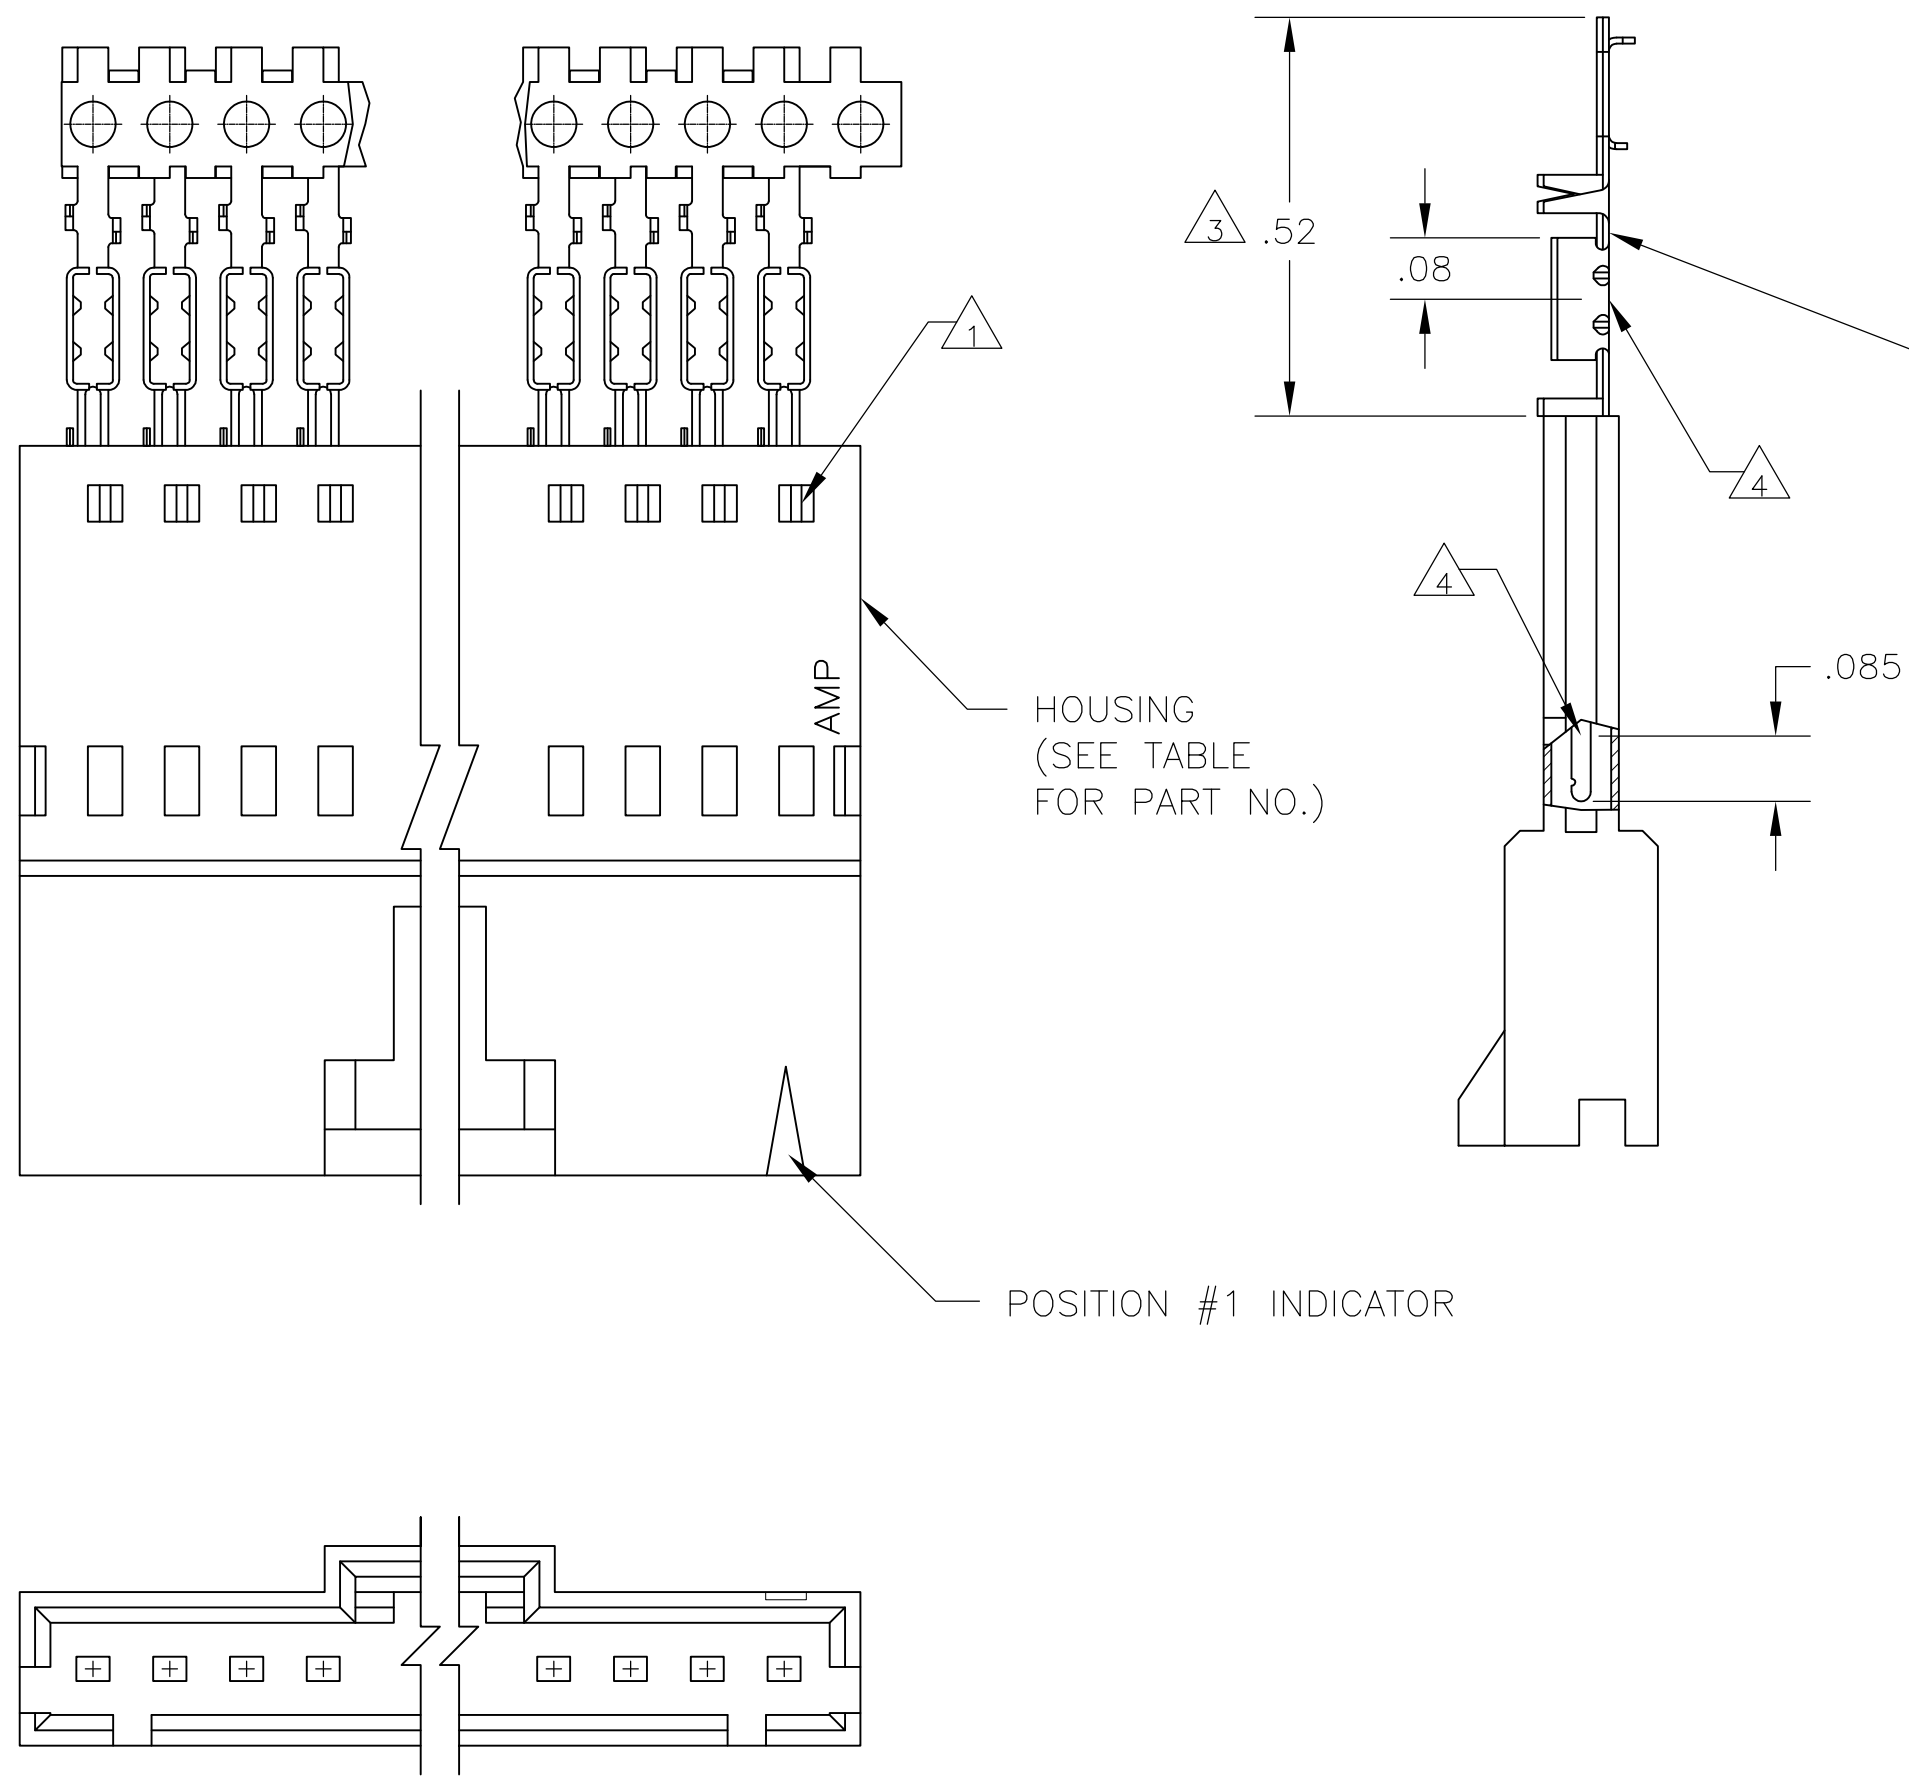 3
.52
.08
1
4
4
.085
AMP
HOUSING
(SEE TABLE
FOR PART NO.)
POSITION #1 INDICATOR